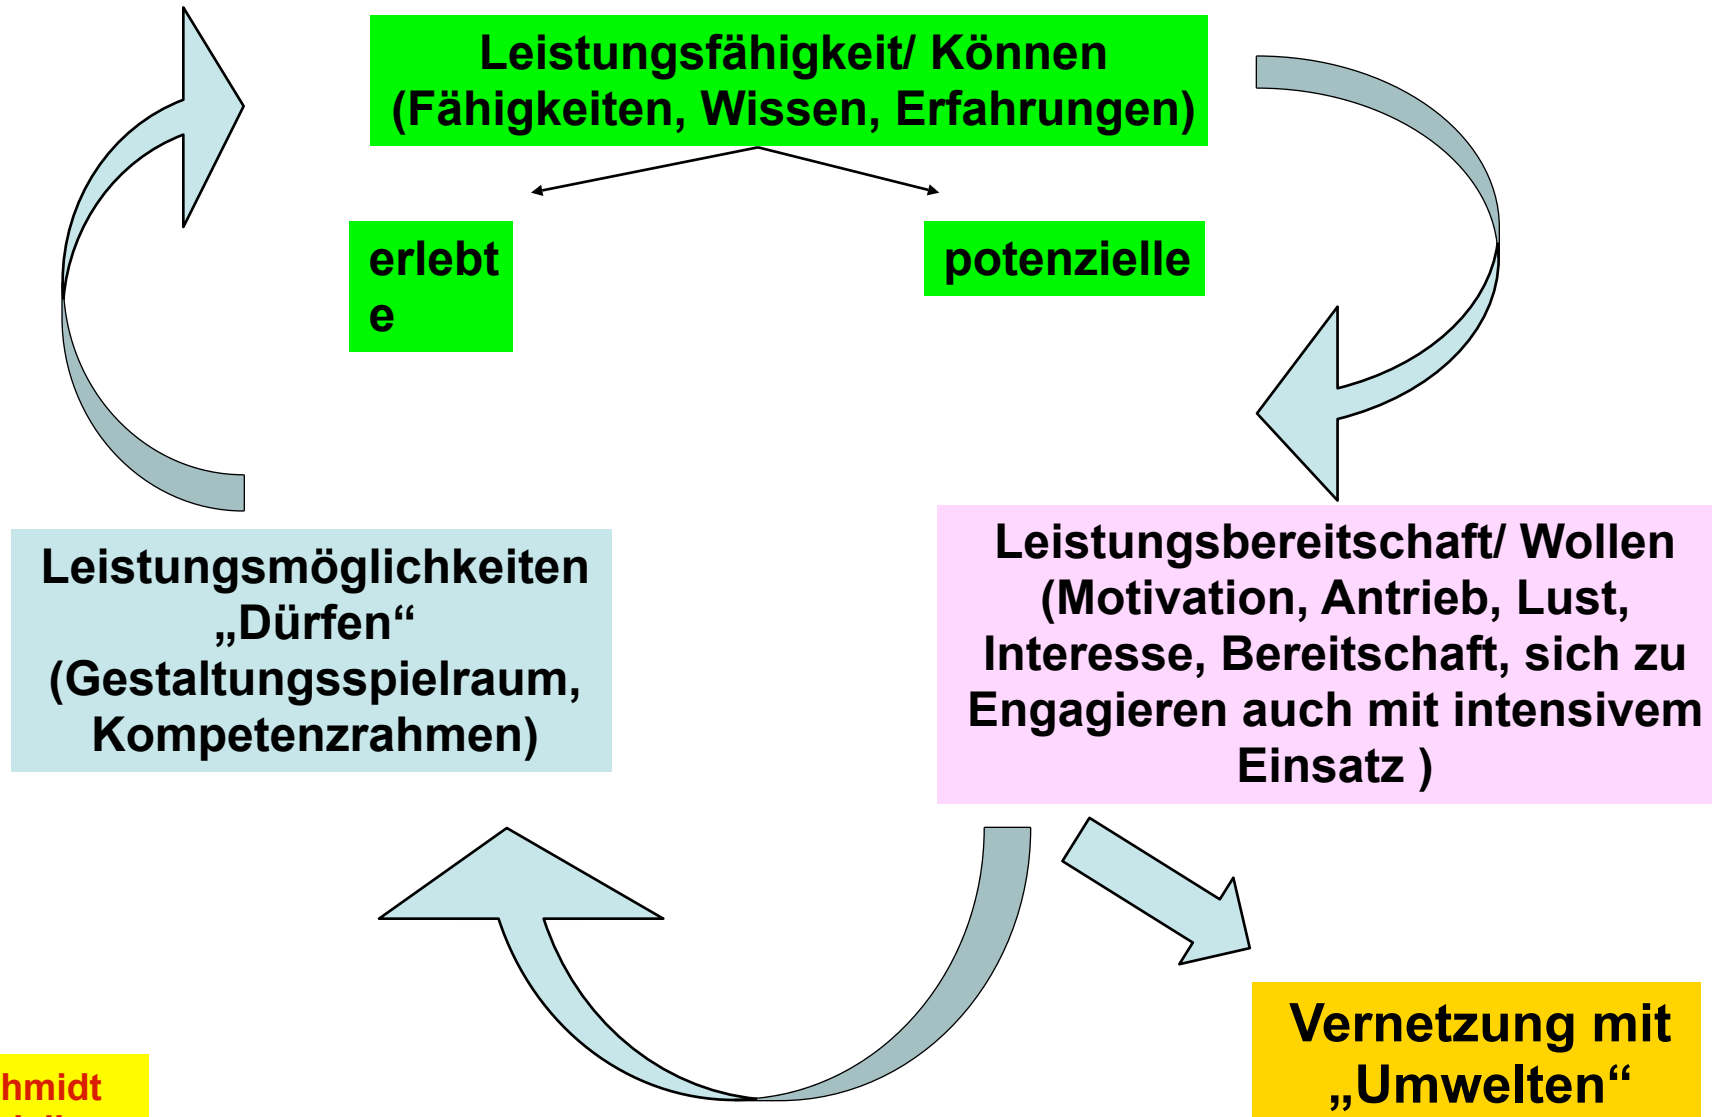 Leistungsfähigkeit/ Können
(Fähigkeiten, Wissen, Erfahrungen)
erlebt
e
potenzielle
Leistungsmöglichkeiten
„Dürfen“
(Gestaltungsspielraum,
Kompetenzrahmen)
Leistungsbereitschaft/ Wollen
(Motivation, Antrieb, Lust,
Interesse, Bereitschaft, sich zu
Engagieren auch mit intensivem
Einsatz )
Vernetzung mit
„Umwelten“
hmidt